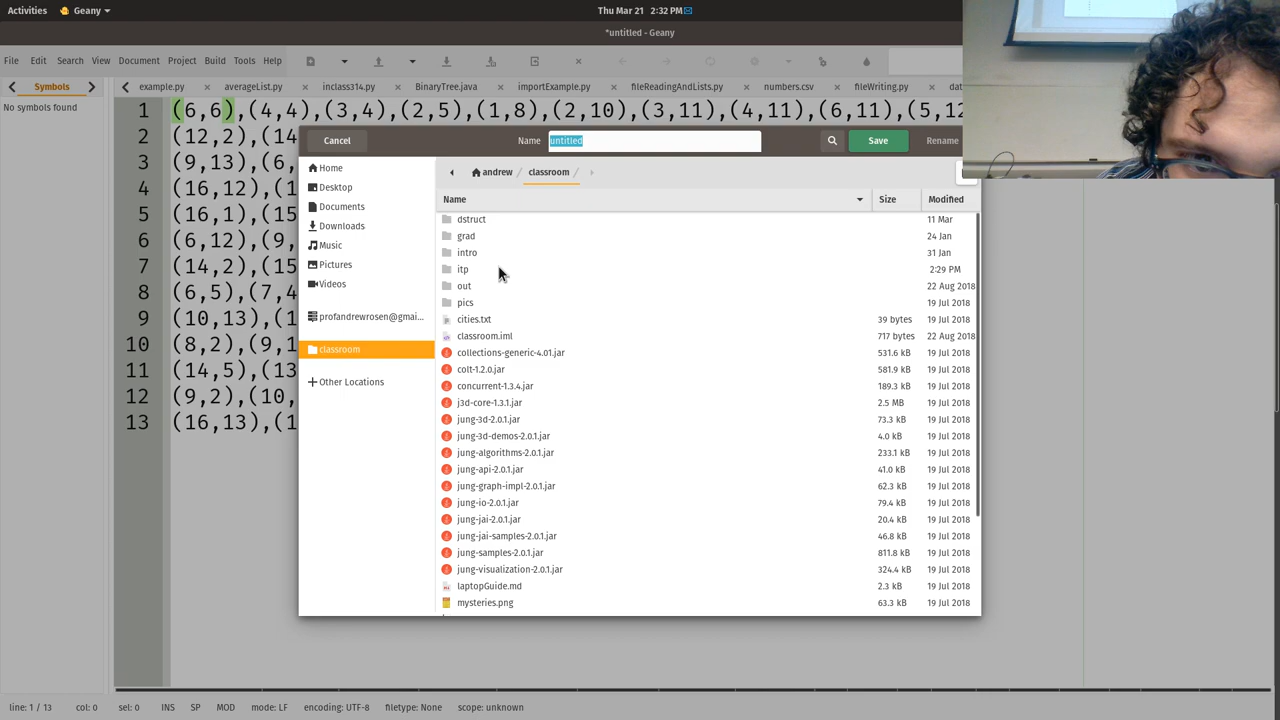 Activities Geany Thu Mar 21 2:32 PM
*untitled - Geany
File Edit Search View Document Project Build Tools Help
Symbols example.py averageList.py inclass314.py BinaryTree.java importExample.py fileReadingAndLists.py numbers.csv fileWriting.py dat
No symbols found
1 (6,6),(4,4),(3,4),(2,5),(1,8),(2,10),(3,11),(4,11),(6,11),(5,12
2 (12,2),(14
3 (9,13),(6,
4 (16,12),(1
5 (16,1),(15
6 (6,12),(9,
7 (14,2),(15
8 (6,5),(7,4
9 (10,13),(1
10 (8,2),(9,1
11 (14,5),(13
12 (9,2),(10,
13 (16,13),(1
Cancel Name untitled Save Rename
Home
Desktop
Documents
Downloads
Music
Pictures
Videos
profandrewrosen@gmai...
classroom
Other Locations
andrew / classroom /
Name Size Modified
dstruct 11 Mar
grad 24 Jan
intro 31 Jan
itp 2:29 PM
out 22 Aug 2018
pics 19 Jul 2018
cities.txt 39 bytes 19 Jul 2018
classroom.iml 717 bytes 22 Aug 2018
collections-generic-4.01.jar 531.6 kB 19 Jul 2018
colt-1.2.0.jar 581.9 kB 19 Jul 2018
concurrent-1.3.4.jar 189.3 kB 19 Jul 2018
j3d-core-1.3.1.jar 2.5 MB 19 Jul 2018
jung-3d-2.0.1.jar 73.3 kB 19 Jul 2018
jung-3d-demos-2.0.1.jar 4.0 kB 19 Jul 2018
jung-algorithms-2.0.1.jar 233.1 kB 19 Jul 2018
jung-api-2.0.1.jar 41.0 kB 19 Jul 2018
jung-graph-impl-2.0.1.jar 62.3 kB 19 Jul 2018
jung-io-2.0.1.jar 79.4 kB 19 Jul 2018
jung-jai-2.0.1.jar 20.4 kB 19 Jul 2018
jung-jai-samples-2.0.1.jar 46.8 kB 19 Jul 2018
jung-samples-2.0.1.jar 811.8 kB 19 Jul 2018
jung-visualization-2.0.1.jar 324.4 kB 19 Jul 2018
laptopGuide.md 2.3 kB 19 Jul 2018
mysteries.png 63.3 kB 19 Jul 2018
line: 1 / 13 col: 0 sel: 0 INS SP MOD mode: LF encoding: UTF-8 filetype: None scope: unknown